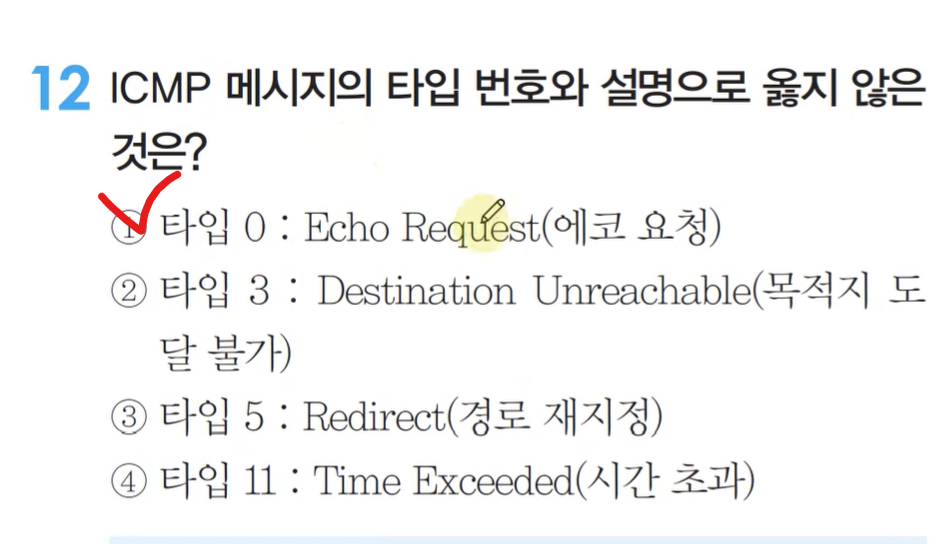 12 ICMP 메시지의 타입 번호와 설명으로 옳지 않은
것은?
① 타입 0 : Echo Request(에코 요청)
② 타입 3 : Destination Unreachable(목적지 도
달 불가)
③ 타입 5 : Redirect(경로 재지정)
④ 타입 11 : Time Exceeded(시간 초과)